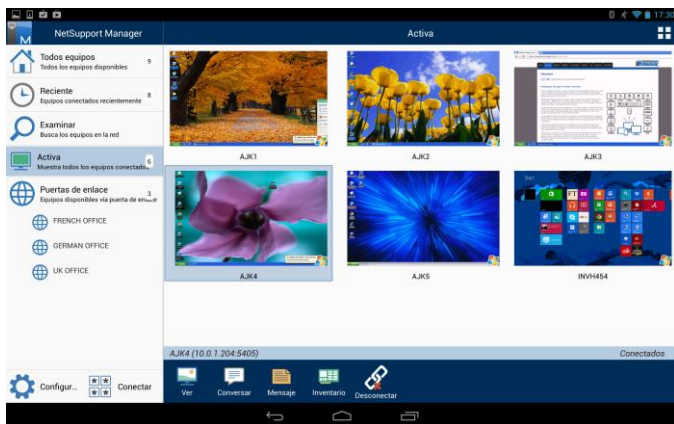 17:30
NetSupport Manager
Activa
Todos equipos
Todos los equipos disponibles
9
Reciente
Equipos conectados recientemente
8
Examinar
Busca los equipos en la red
Activa
Muestra todos los equipos conectados
6
Puertas de enlace
Equipos disponibles vía puerta de enlace
3
FRENCH OFFICE
GERMAN OFFICE
UK OFFICE
AJK1
AJK2
AJK3
AJK4
AJK5
Start
INVH454
AJK4 (10.0.1.204:5405)
Conectados
Configur...
Conectar
Ver
Conversar
Mensaje
Inventario
Desconectar